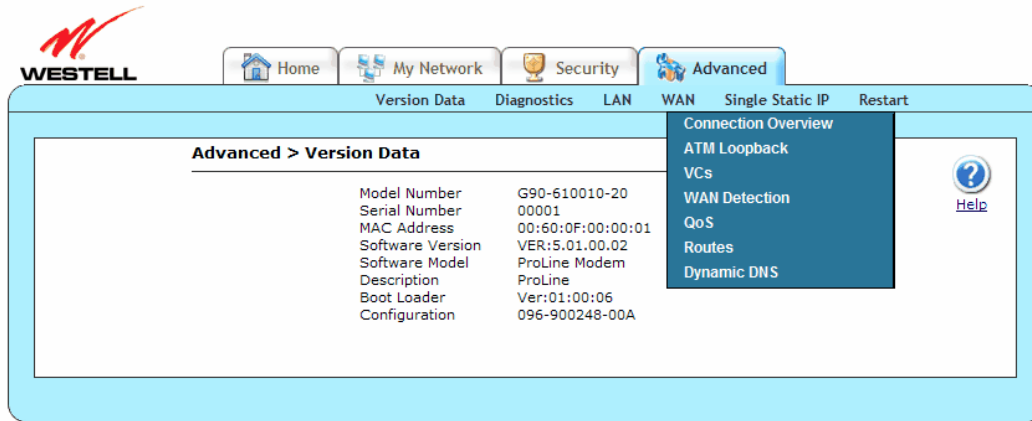 WESTELL
Home My Network Security Advanced
Version Data Diagnostics LAN WAN Single Static IP Restart
Connection Overview
ATM Loopback
VCs
WAN Detection
QoS
Routes
Dynamic DNS
Advanced > Version Data
Model Number G90-610010-20
Serial Number 00001
MAC Address 00:60:0F:00:00:01
Software Version VER:5.01.00.02
Software Model ProLine Modem
Description ProLine
Boot Loader Ver:01:00:06
Configuration 096-900248-00A
Help